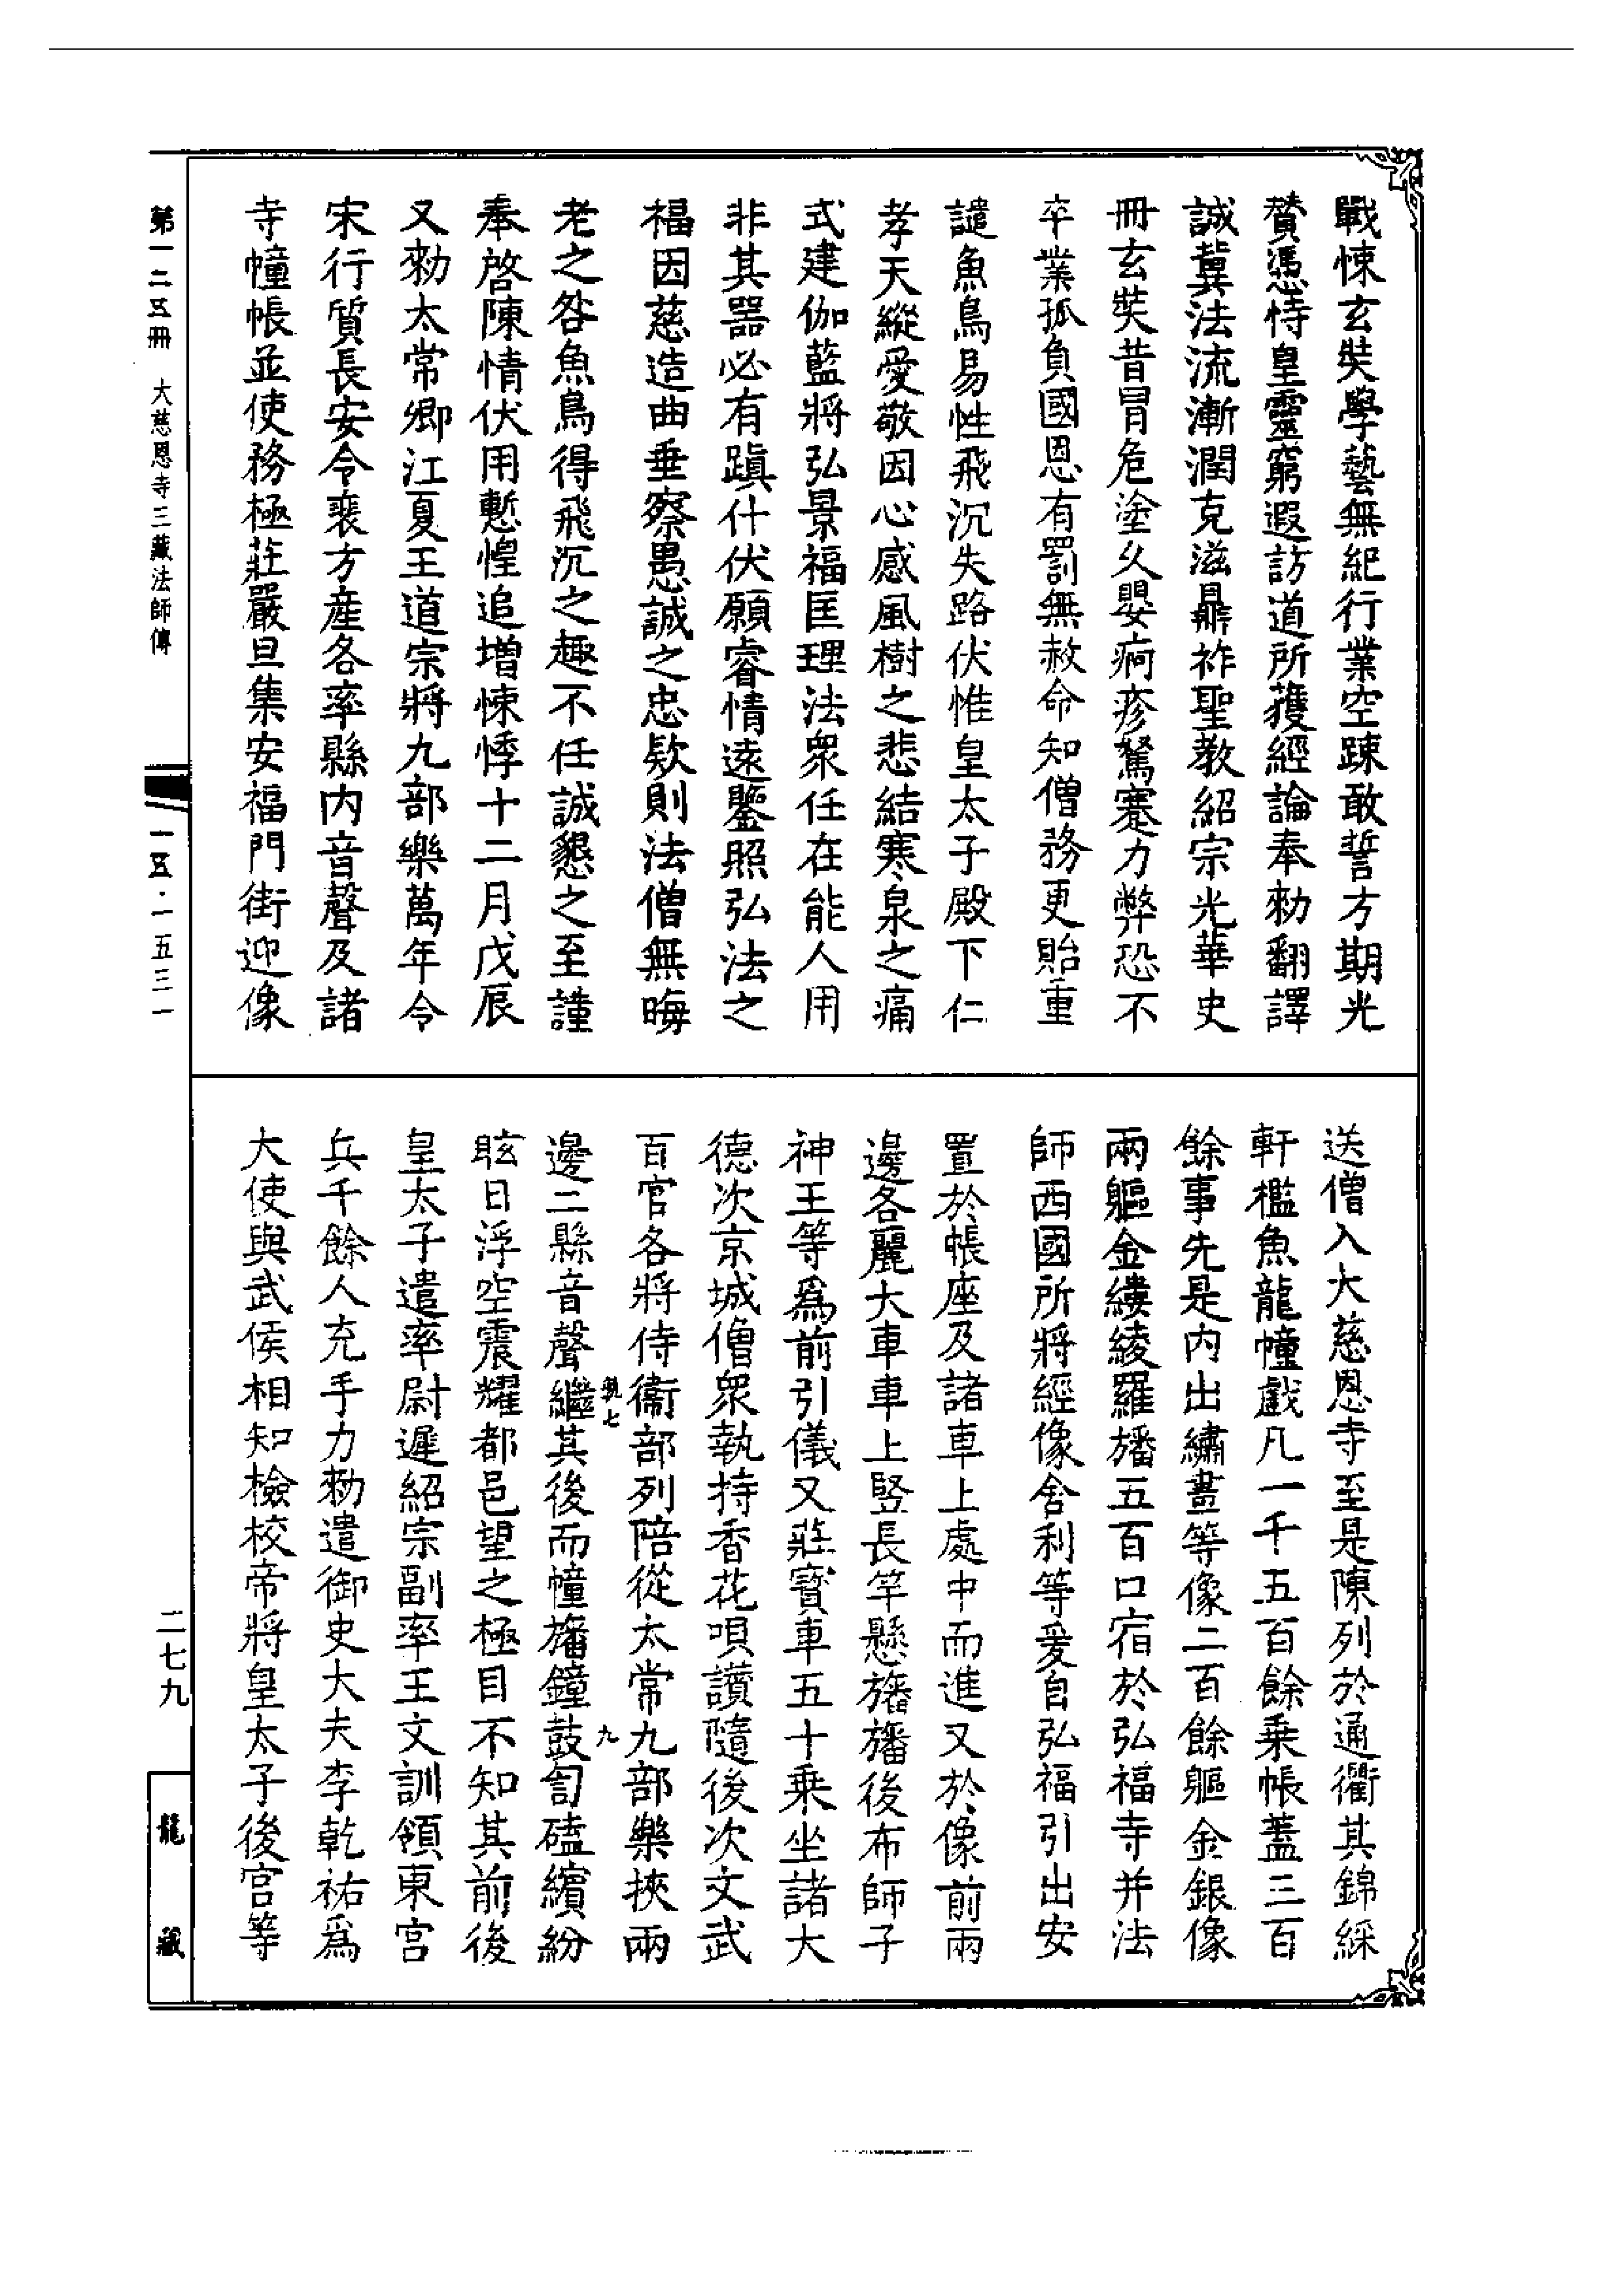 戰悚玄奘學藝無紀行業空踈敢誓方期光
贊憑恃皇靈窮遐訪道所獲經論奉勑翻譯
誠冀法流漸潤克滋鼎祚聖教紹宗光華史
冊玄奘昔冒危塗久嬰痾疹駑蹇力弊恐不
卒業孤負國恩有罰無赦命知僧務更貽重
譴魚鳥易性飛沉失路伏惟皇太子殿下仁
孝天縱愛敬因心感風樹之悲結寒泉之痛
式建伽藍將弘景福匡理法眾任在能人用
非其器必有蹎什伏願睿情遠鑒照弘法之
福因慈造曲垂察愚誠之忠欵則法僧無晦
老之咎魚鳥得飛沉之趣不任誠懇之至謹
奉啓陳情伏用慙惶追增悚悸十二月戊辰
又勑太常卿江夏王道宗將九部樂萬年令
宋行質長安令裴方產各率縣内音聲及諸
寺幢帳並使務極莊嚴旦集安福門街迎像
送僧入大慈恩寺至是陳列於通衢其錦綵
軒檻魚龍幢戲凡一千五百餘乘帳蓋三百
餘事先是内出繡畫等像二百餘軀金銀像
兩軀金縷綾羅旛五百口宿於弘福寺并法
師西國所將經像舍利等爰自弘福引出安
置於帳座及諸車上處中而進又於像前兩
邊各麗大車車上竪長竿懸旛旛後布師子
神王等爲前引儀又莊寳車五十乘坐諸大
德次京城僧衆執持香花唄讚隨後次文武
百官各將侍衞部列陪從太常九部樂挾兩
孰七
九
邊二縣音聲繼其後而幢旛鐘鼓訇磕繽紛
眩日浮空震耀都邑望之極目不知其前後
皇太子遣率尉遲紹宗副率王文訓領東宮
兵千餘人充手力勑遣御史大夫李乾祐爲
大使與武侯相知檢校帝將皇太子後宮等
第一二五冊 大慈恩寺三藏法師傳
一五·一五三一
二七九
龍藏